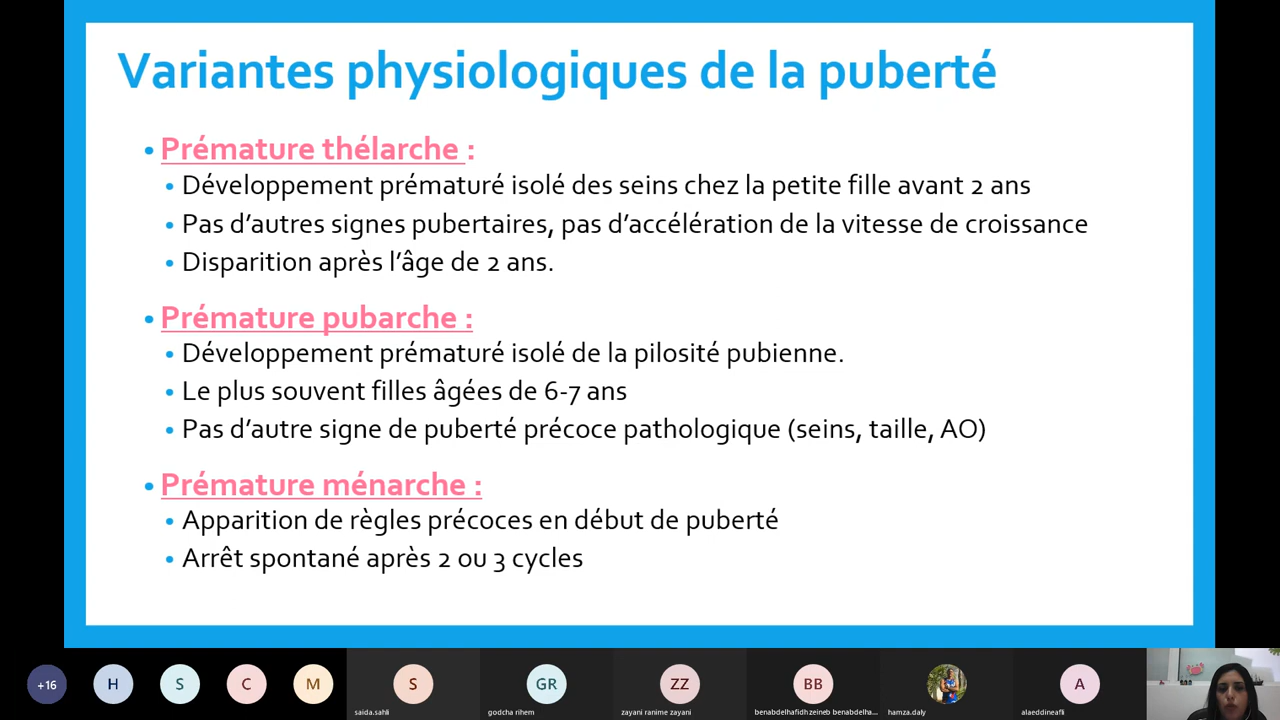 Variantes physiologiques de la puberté
• Prémature thélarche :
• Développement prématuré isolé des seins chez la petite fille avant 2 ans
• Pas d’autres signes pubertaires, pas d’accélération de la vitesse de croissance
• Disparition après l’âge de 2 ans.
• Prémature pubarche :
• Développement prématuré isolé de la pilosité pubienne.
• Le plus souvent filles âgées de 6-7 ans
• Pas d’autre signe de puberté précoce pathologique (seins, taille, AO)
• Prémature ménarche :
• Apparition de règles précoces en début de puberté
• Arrêt spontané après 2 ou 3 cycles
+16 H S C M S GR ZZ BB A
saida.sahli godcha rihem zayani ranime zayani benabdelhafidh zeineb benabdelha... hamza.daly alaeddineafli